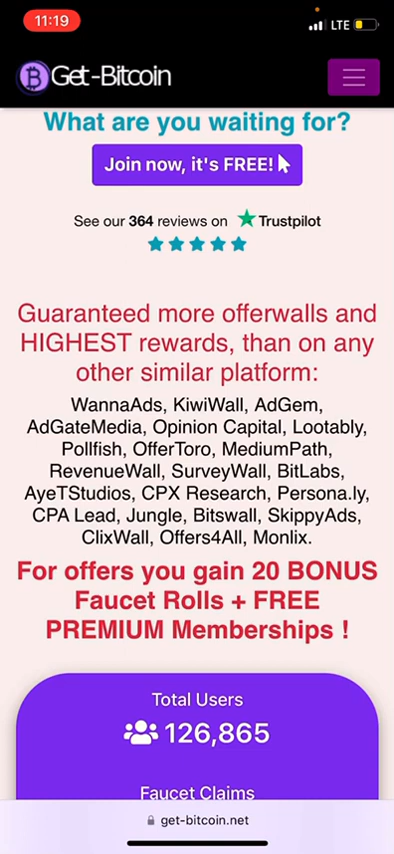 11:19
LTE
Get-Bitcoin
What are you waiting for?
Join now, it's FREE!
See our 364 reviews on Trustpilot
Guaranteed more offerwalls and
HIGHEST rewards, than on any
other similar platform:
WannaAds, KiwiWall, AdGem,
AdGateMedia, Opinion Capital, Lootably,
Pollfish, OfferToro, MediumPath,
RevenueWall, SurveyWall, BitLabs,
AyeTStudios, CPX Research, Persona.ly,
CPA Lead, Jungle, Bitswall, SkippyAds,
ClixWall, Offers4All, Monlix.
For offers you gain 20 BONUS
Faucet Rolls + FREE
PREMIUM Memberships !
Total Users
126,865
Faucet Claims
get-bitcoin.net